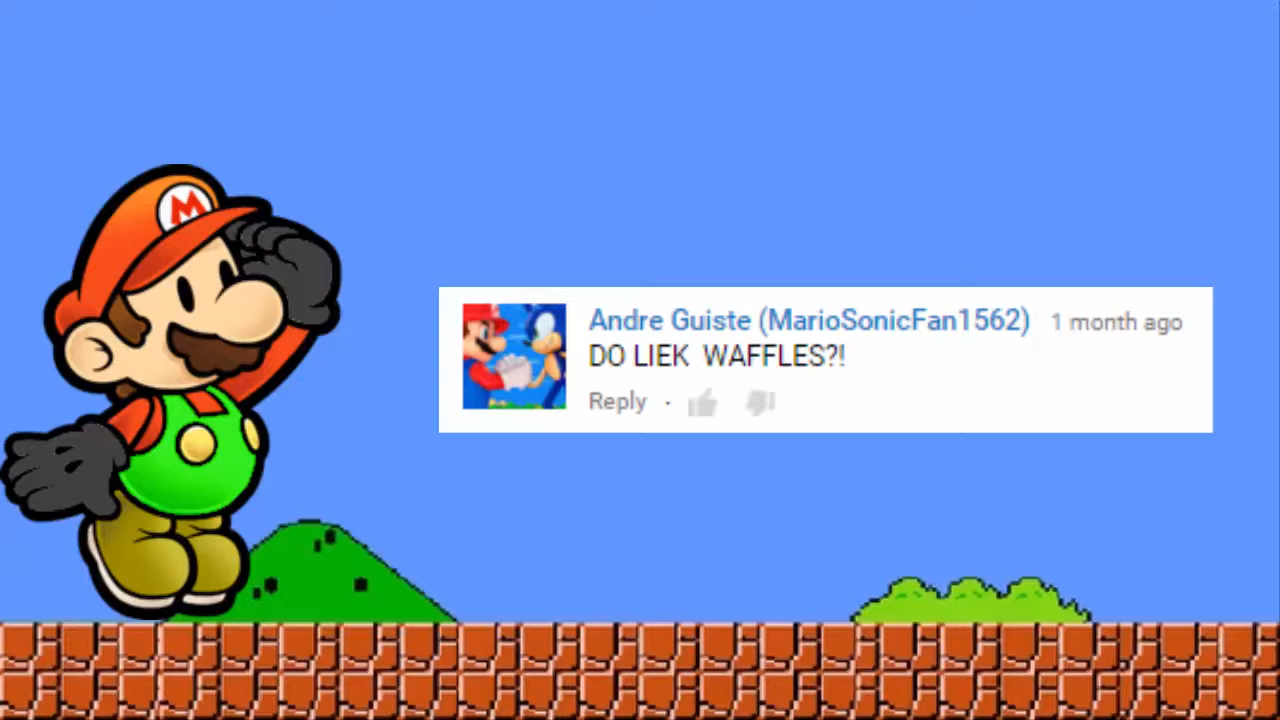 M
Andre Guiste (MarioSonicFan1562) 1 month ago
DO LIEK WAFFLES?!
Reply ·